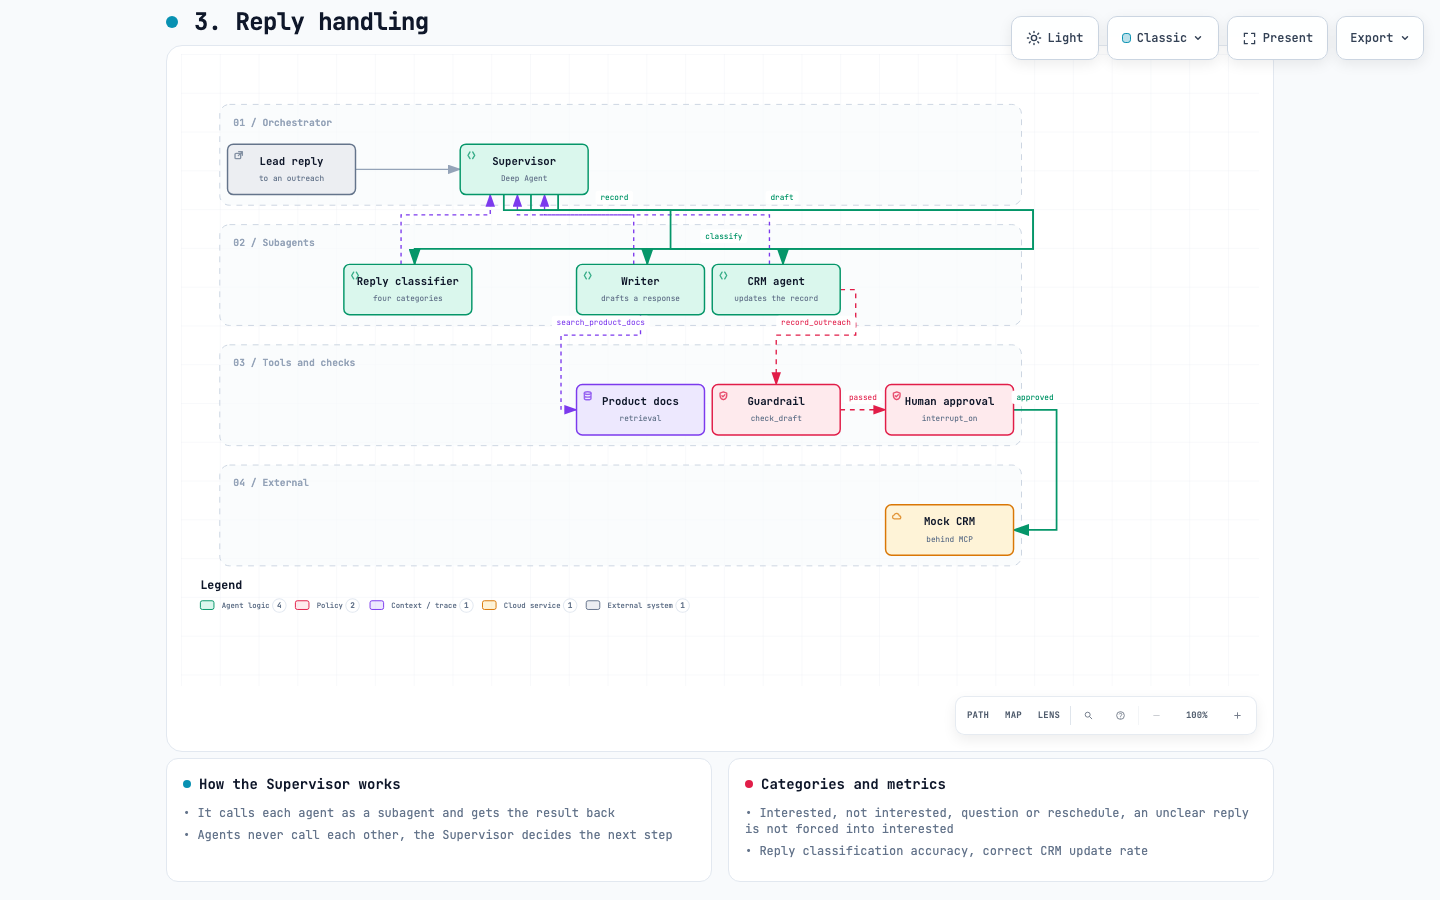 3. Reply handling
Light
Classic
Present
Export
01 / Orchestrator
Lead reply
to an outreach
Supervisor
Deep Agent
record
draft
02 / Subagents
classify
Reply classifier
four categories
Writer
drafts a response
CRM agent
updates the record
search_product_docs
record_outreach
03 / Tools and checks
Product docs
retrieval
Guardrail
check_draft
passed
Human approval
interrupt_on
approved
04 / External
Mock CRM
behind MCP
Legend
Agent logic 4
Policy 2
Context / trace 1
Cloud service 1
External system 1
PATH
MAP
LENS
100%
How the Supervisor works
• It calls each agent as a subagent and gets the result back
• Agents never call each other, the Supervisor decides the next step
Categories and metrics
• Interested, not interested, question or reschedule, an unclear reply
is not forced into interested
• Reply classification accuracy, correct CRM update rate